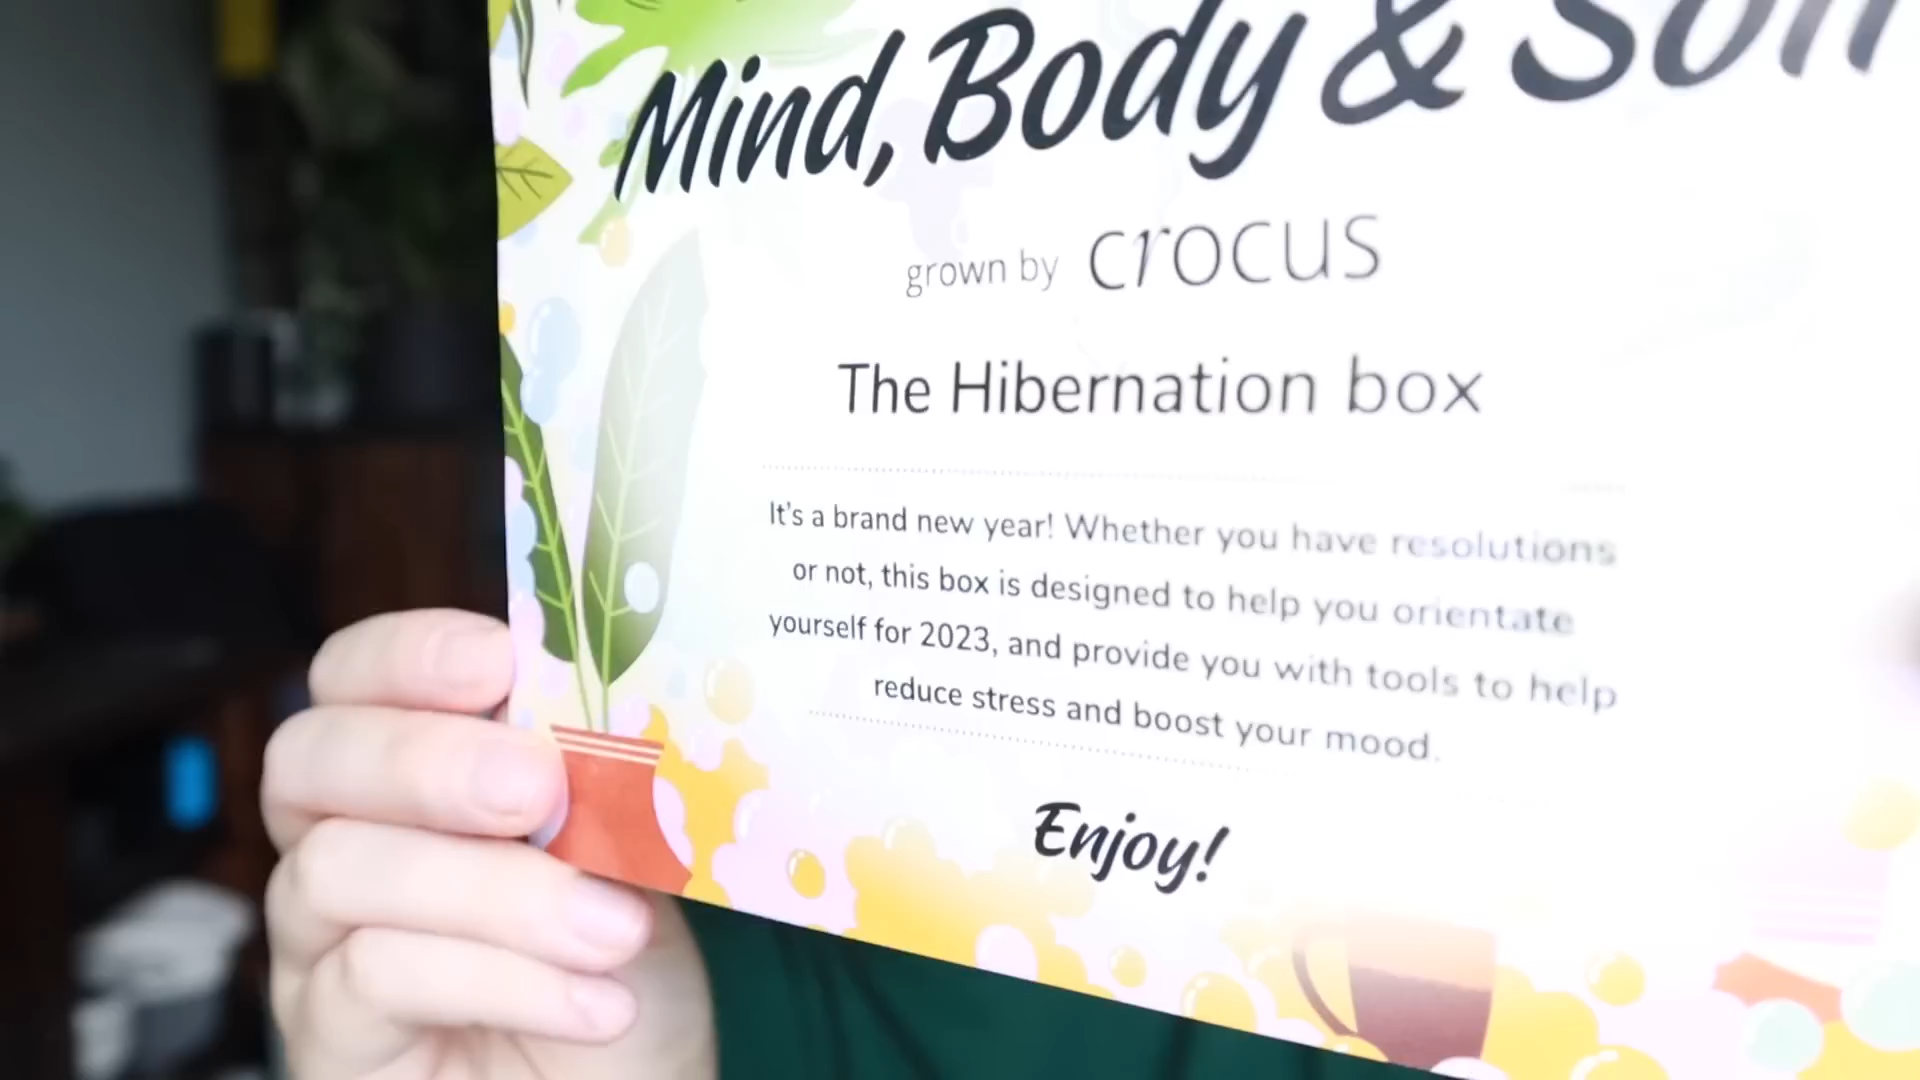 Mind, Body & Soil
grown by crocus
The Hibernation box
It's a brand new year! Whether you have resolutions
or not, this box is designed to help you orientate
yourself for 2023, and provide you with tools to help
reduce stress and boost your mood.
Enjoy!